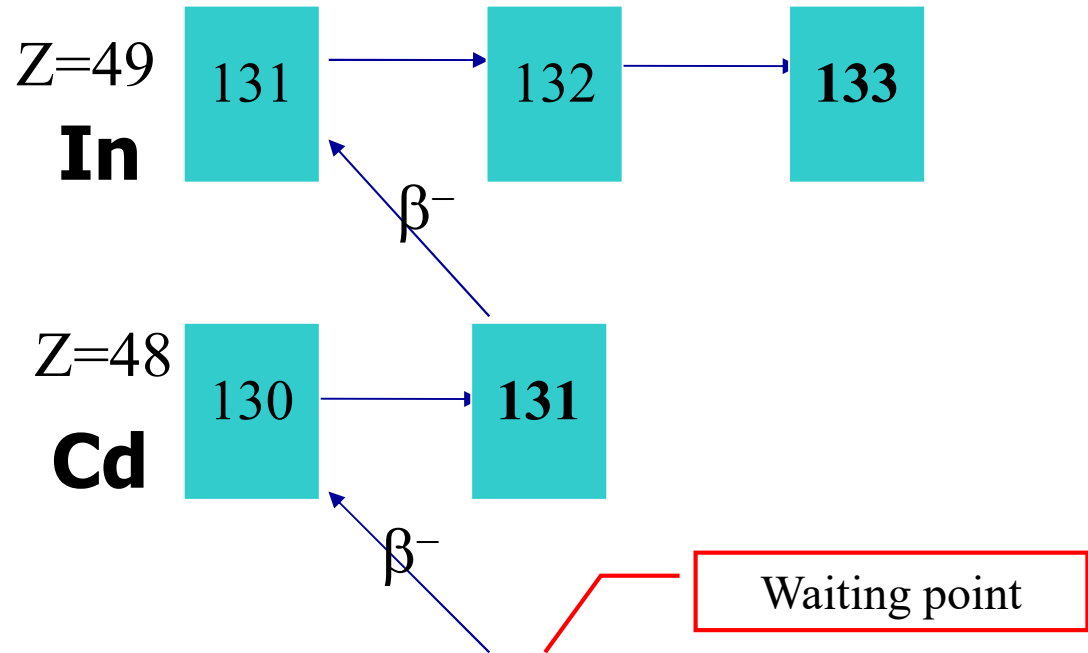 Z=49
In
131
132
133
β⁻
Z=48
Cd
130
131
β⁻
Waiting point